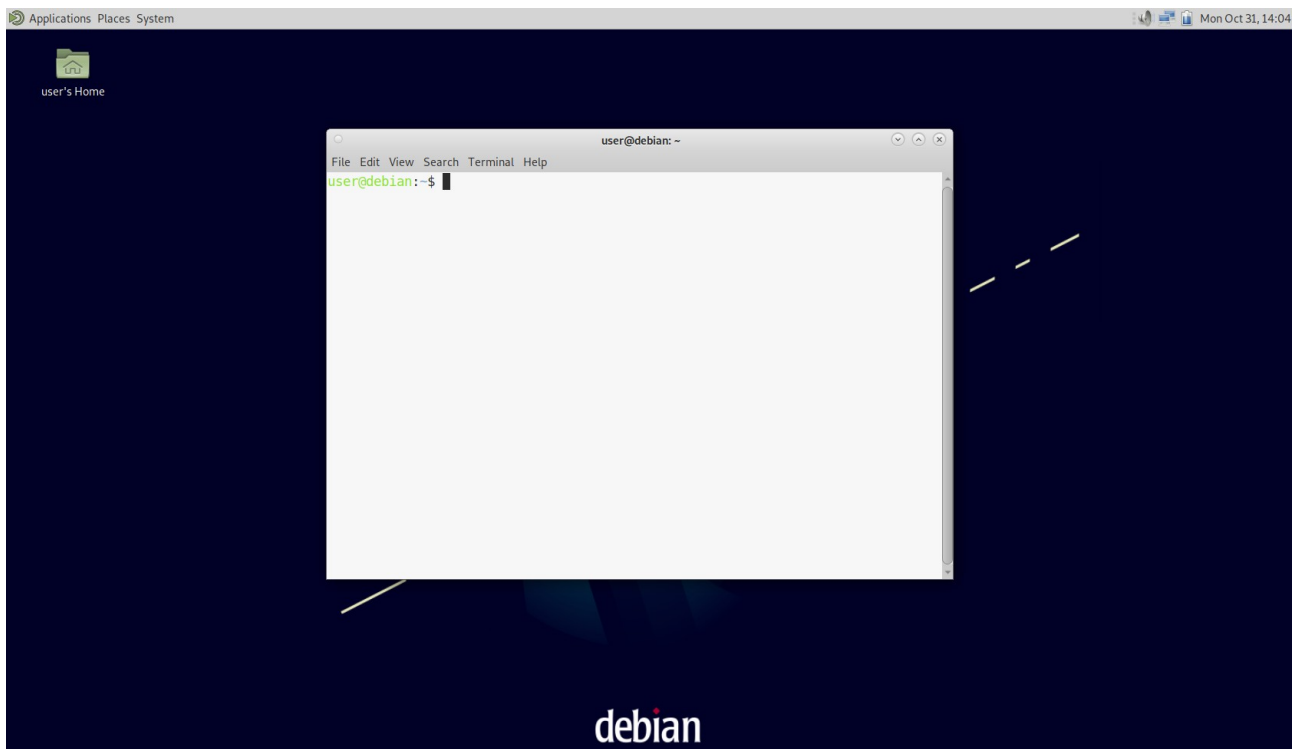 Applications Places System
Mon Oct 31, 14:04
user's Home
user@debian: ~
File Edit View Search Terminal Help
user@debian:~$
debian